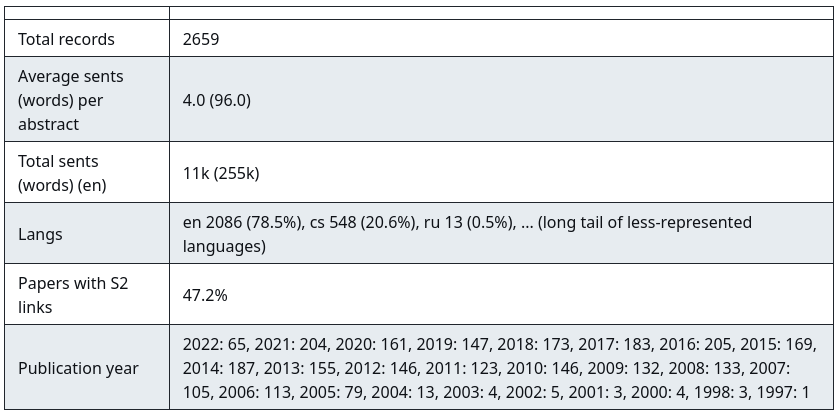 Total records
2659
Average sents
(words) per
abstract
4.0 (96.0)
Total sents
(words) (en)
11k (255k)
Langs
en 2086 (78.5%), cs 548 (20.6%), ru 13 (0.5%), ... (long tail of less-represented
languages)
Papers with S2
links
47.2%
Publication year
2022: 65, 2021: 204, 2020: 161, 2019: 147, 2018: 173, 2017: 183, 2016: 205, 2015: 169,
2014: 187, 2013: 155, 2012: 146, 2011: 123, 2010: 146, 2009: 132, 2008: 133, 2007:
105, 2006: 113, 2005: 79, 2004: 13, 2003: 4, 2002: 5, 2001: 3, 2000: 4, 1998: 3, 1997: 1